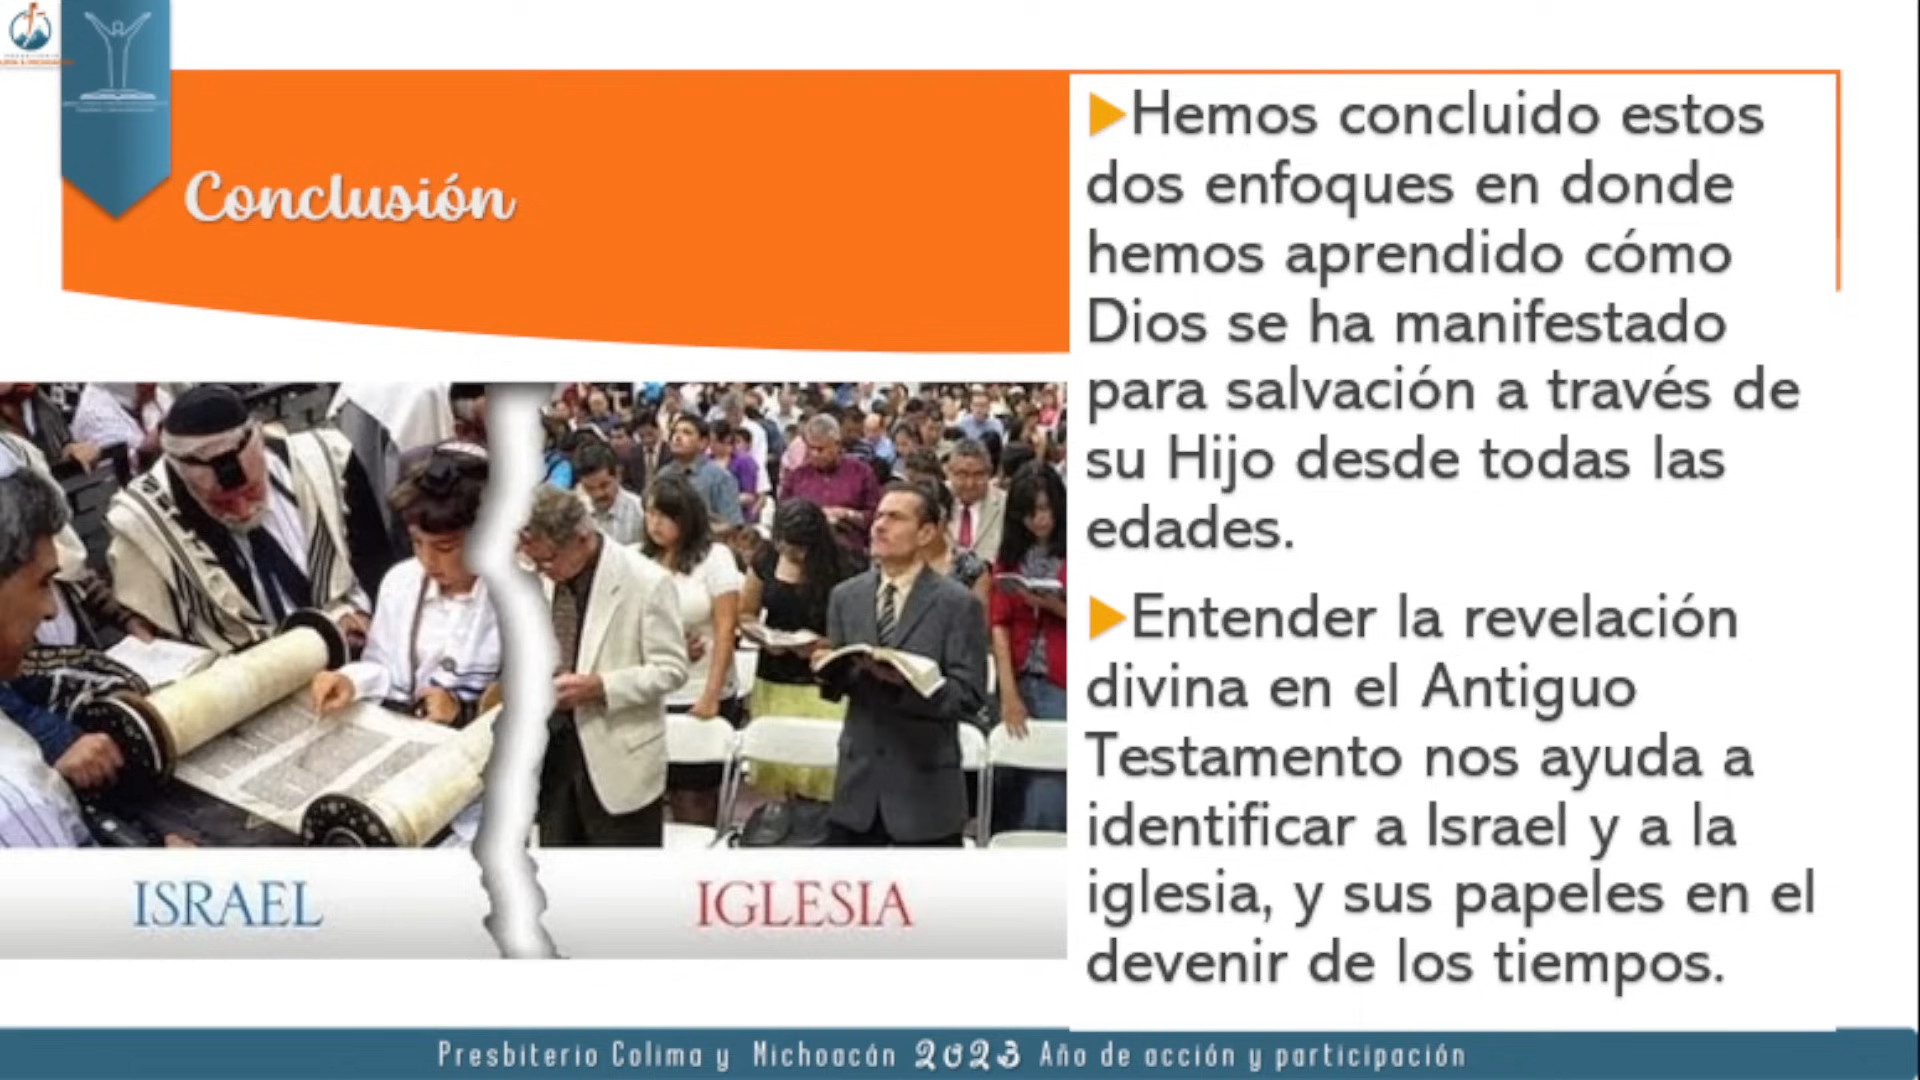 Conclusión
▶Hemos concluido estos
dos enfoques en donde
hemos aprendido cómo
Dios se ha manifestado
para salvación a través de
su Hijo desde todas las
edades.
▶Entender la revelación
divina en el Antiguo
Testamento nos ayuda a
identificar a Israel y a la
iglesia, y sus papeles en el
devenir de los tiempos.
ISRAEL
IGLESIA
Presbiterio Colima y Michoacán 2023 Año de acción y participación